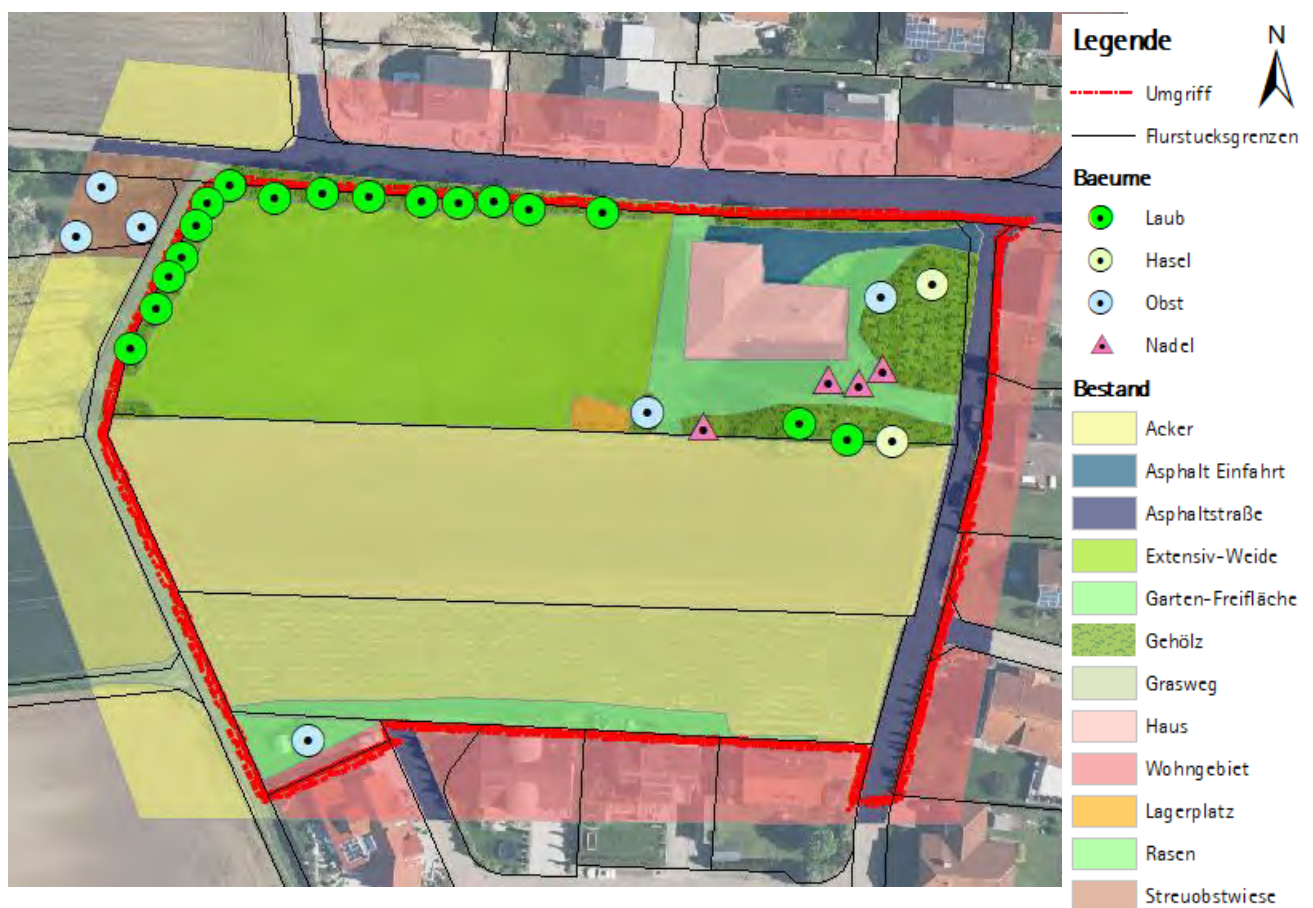 Legende
N
Umgriff
Flurstuecksgrenzen
Baeume
Laub
Hasel
Obst
Nadel
Bestand
Acker
Asphalt Einfahrt
Asphaltstraße
Extensiv-Weide
Garten-Freifläche
Gehölz
Grasweg
Haus
Wohngebiet
Lagerplatz
Rasen
Streuobstwiese